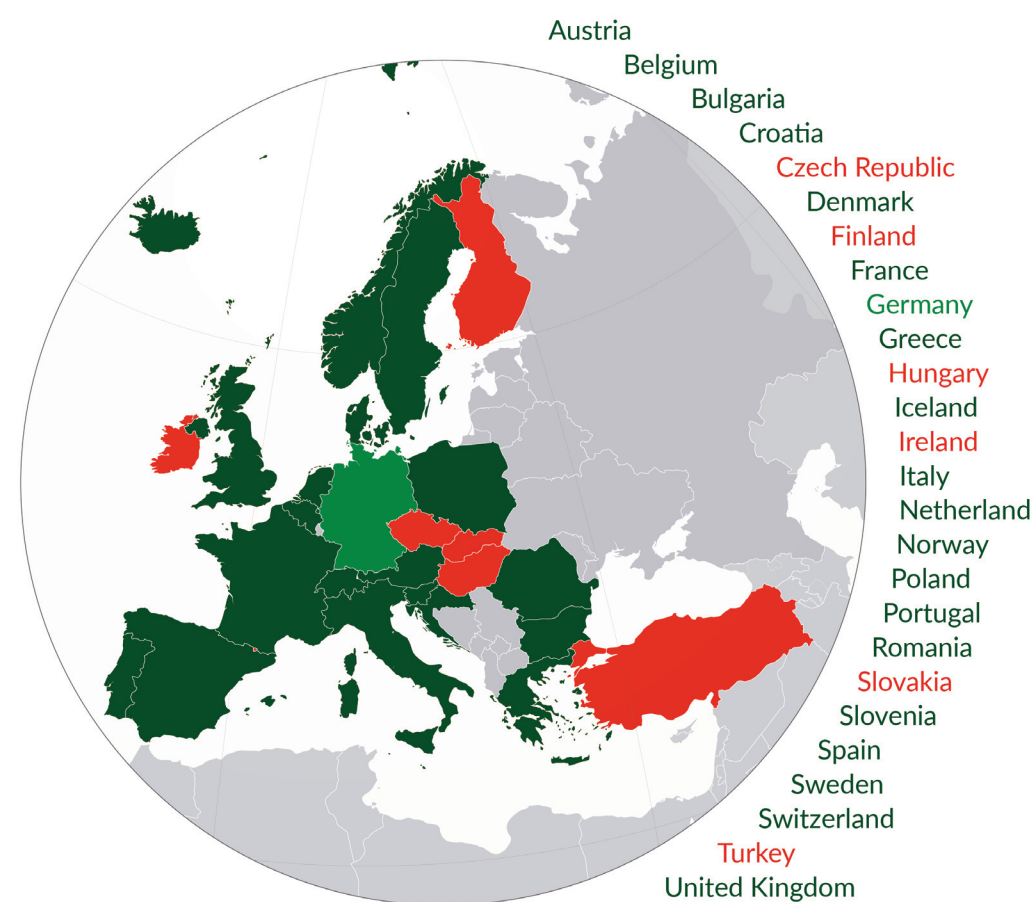 Austria
Belgium
Bulgaria
Croatia
Czech Republic
Denmark
Finland
France
Germany
Greece
Hungary
Iceland
Ireland
Italy
Netherland
Norway
Poland
Portugal
Romania
Slovakia
Slovenia
Spain
Sweden
Switzerland
Turkey
United Kingdom